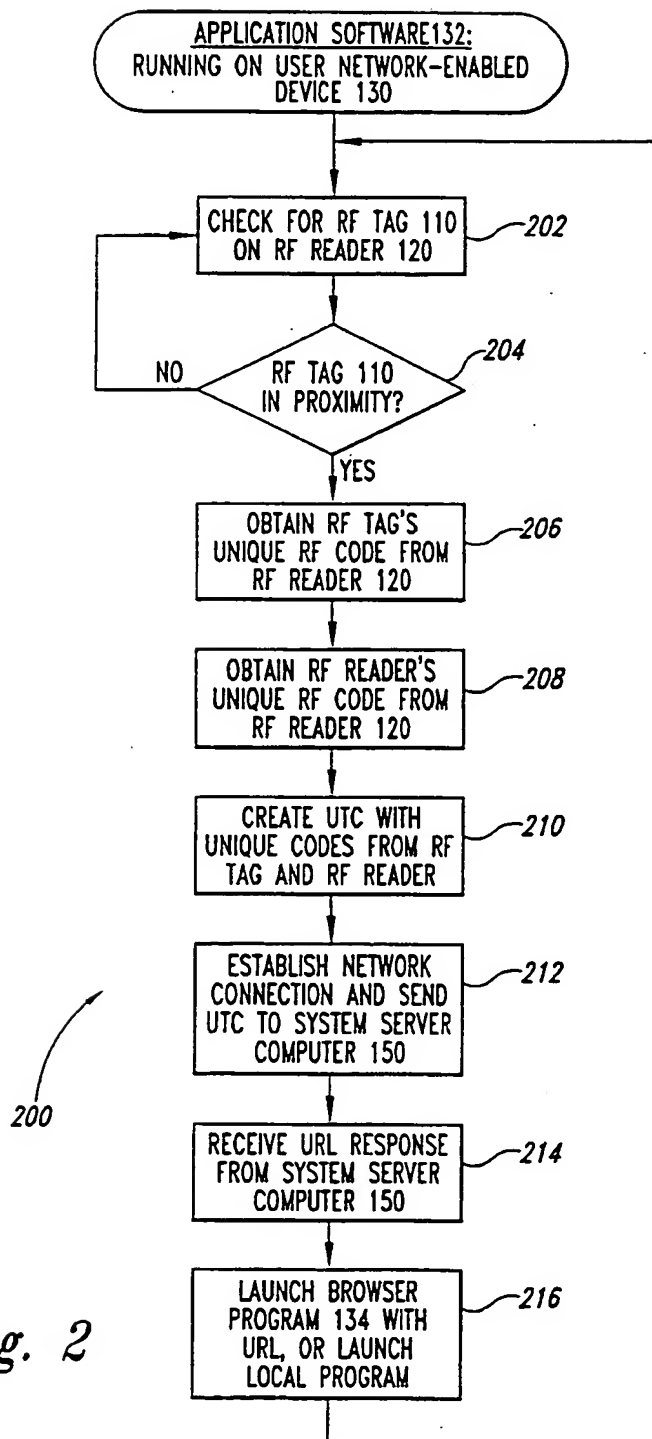 APPLICATION SOFTWARE132:
RUNNING ON USER NETWORK-ENABLED
DEVICE 130
CHECK FOR RF TAG 110
ON RF READER 120
202
RF TAG 110
IN PROXIMITY?
204
NO
YES
OBTAIN RF TAG'S
UNIQUE RF CODE FROM
RF READER 120
206
OBTAIN RF READER'S
UNIQUE RF CODE FROM
RF READER 120
208
CREATE UTC WITH
UNIQUE CODES FROM RF
TAG AND RF READER
210
ESTABLISH NETWORK
CONNECTION AND SEND
UTC TO SYSTEM SERVER
COMPUTER 150
212
200
RECEIVE URL RESPONSE
FROM SYSTEM SERVER
COMPUTER 150
214
LAUNCH BROWSER
PROGRAM 134 WITH
URL, OR LAUNCH
LOCAL PROGRAM
216
g. 2